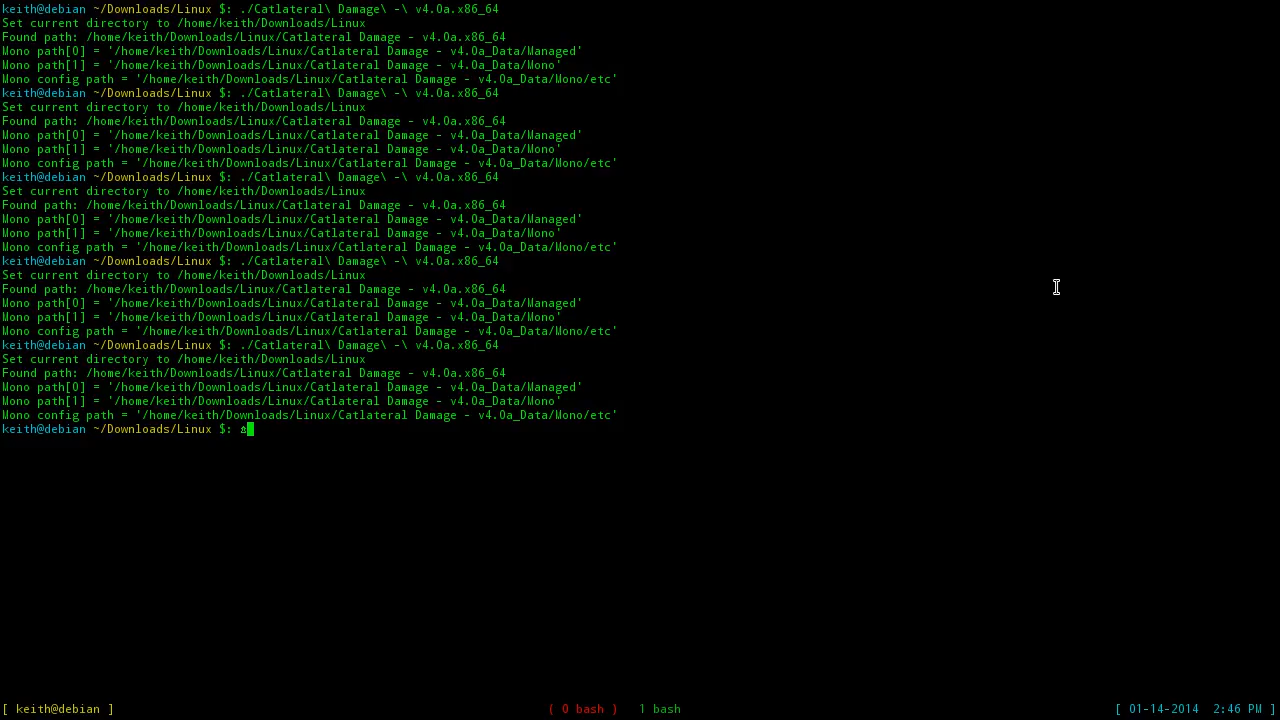 keith@debian ~/Downloads/Linux $: ./Catlateral\ Damage\ -\ v4.0a.x86_64
Set current directory to /home/keith/Downloads/Linux
Found path: /home/keith/Downloads/Linux/Catlateral Damage - v4.0a.x86_64
Mono path[0] = '/home/keith/Downloads/Linux/Catlateral Damage - v4.0a_Data/Managed'
Mono path[1] = '/home/keith/Downloads/Linux/Catlateral Damage - v4.0a_Data/Mono'
Mono config path = '/home/keith/Downloads/Linux/Catlateral Damage - v4.0a_Data/Mono/etc'
keith@debian ~/Downloads/Linux $: ./Catlateral\ Damage\ -\ v4.0a.x86_64
Set current directory to /home/keith/Downloads/Linux
Found path: /home/keith/Downloads/Linux/Catlateral Damage - v4.0a.x86_64
Mono path[0] = '/home/keith/Downloads/Linux/Catlateral Damage - v4.0a_Data/Managed'
Mono path[1] = '/home/keith/Downloads/Linux/Catlateral Damage - v4.0a_Data/Mono'
Mono config path = '/home/keith/Downloads/Linux/Catlateral Damage - v4.0a_Data/Mono/etc'
keith@debian ~/Downloads/Linux $: ./Catlateral\ Damage\ -\ v4.0a.x86_64
Set current directory to /home/keith/Downloads/Linux
Found path: /home/keith/Downloads/Linux/Catlateral Damage - v4.0a.x86_64
Mono path[0] = '/home/keith/Downloads/Linux/Catlateral Damage - v4.0a_Data/Managed'
Mono path[1] = '/home/keith/Downloads/Linux/Catlateral Damage - v4.0a_Data/Mono'
Mono config path = '/home/keith/Downloads/Linux/Catlateral Damage - v4.0a_Data/Mono/etc'
keith@debian ~/Downloads/Linux $: ./Catlateral\ Damage\ -\ v4.0a.x86_64
Set current directory to /home/keith/Downloads/Linux
Found path: /home/keith/Downloads/Linux/Catlateral Damage - v4.0a.x86_64
Mono path[0] = '/home/keith/Downloads/Linux/Catlateral Damage - v4.0a_Data/Managed'
Mono path[1] = '/home/keith/Downloads/Linux/Catlateral Damage - v4.0a_Data/Mono'
Mono config path = '/home/keith/Downloads/Linux/Catlateral Damage - v4.0a_Data/Mono/etc'
keith@debian ~/Downloads/Linux $: ./Catlateral\ Damage\ -\ v4.0a.x86_64
Set current directory to /home/keith/Downloads/Linux
Found path: /home/keith/Downloads/Linux/Catlateral Damage - v4.0a.x86_64
Mono path[0] = '/home/keith/Downloads/Linux/Catlateral Damage - v4.0a_Data/Managed'
Mono path[1] = '/home/keith/Downloads/Linux/Catlateral Damage - v4.0a_Data/Mono'
Mono config path = '/home/keith/Downloads/Linux/Catlateral Damage - v4.0a_Data/Mono/etc'
keith@debian ~/Downloads/Linux $:
[ keith@debian ] ( 0 bash ) 1 bash [ 01-14-2014 2:46 PM ]